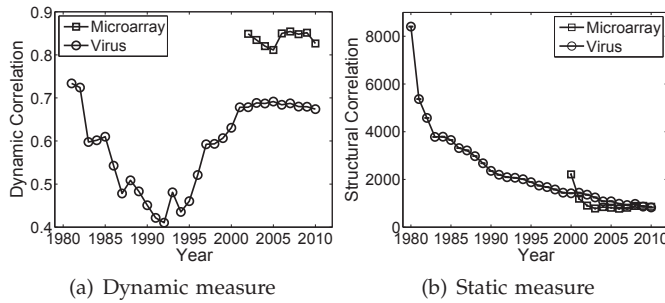 0.9
0.8
0.7
0.6
0.5
0.4
Dynamic Correlation
Microarray
Virus
1980 1985 1990 1995 2000 2005 2010
Year
(a) Dynamic measure
8000
6000
4000
2000
0
Structural Correlation
Microarray
Virus
1980 1985 1990 1995 2000 2005 2010
Year
(b) Static measure